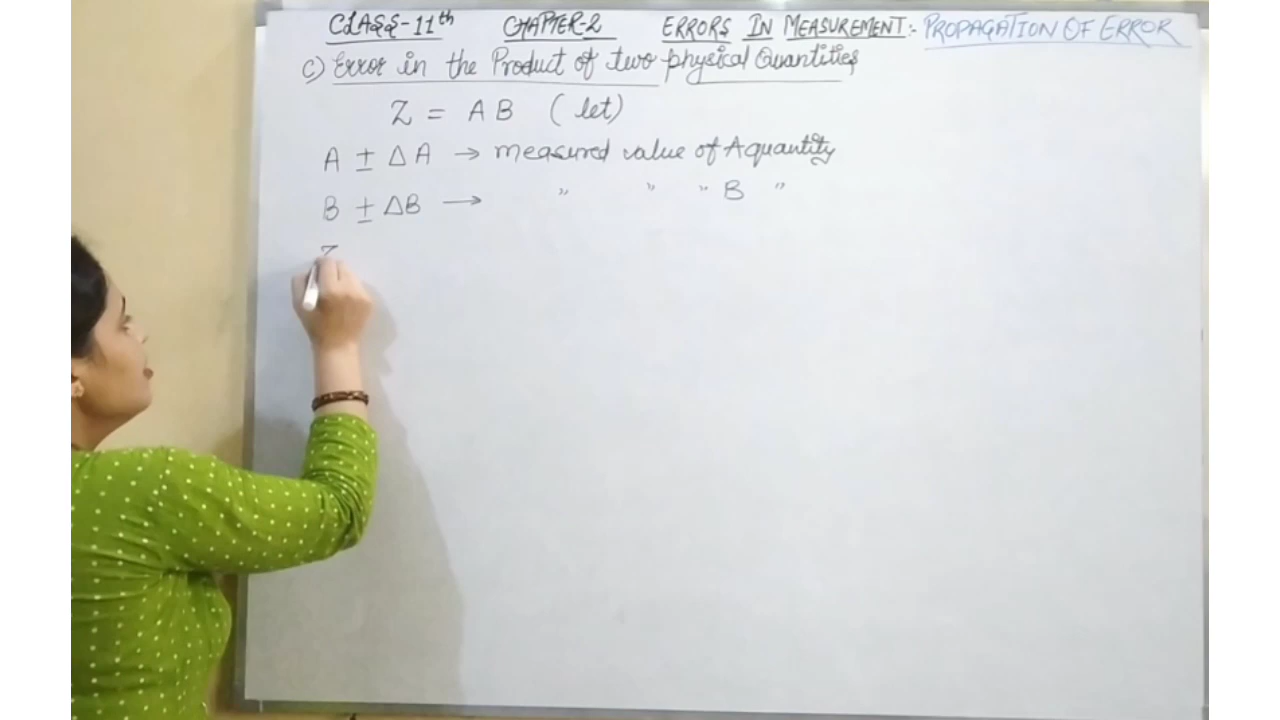 CLASS-11th CHAPTER-2 ERRORS IN MEASUREMENT:- PROPAGATION OF ERROR
c) Error in the Product of two physical Quantities
Z = AB (let)
A ± ΔA → measured value of A quantity
B ± ΔB → " " " B "
Z